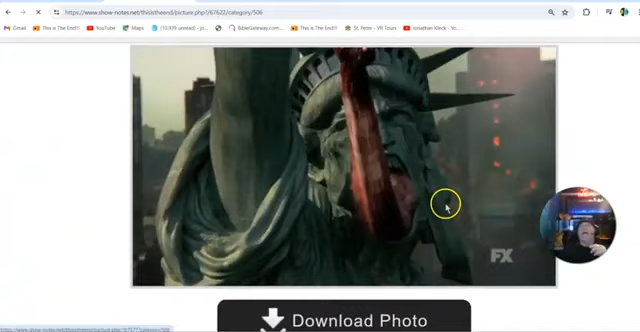 https://www.show-notes.net/thisistheend/picture.php?/67622/category/506
Gmail
This is The End!!!
YouTube
Maps
BibleGateway.com...
This is The End!!!
St. Peter – VR Tours
Jonathan Kleck - Yo...
FX
Download Photo